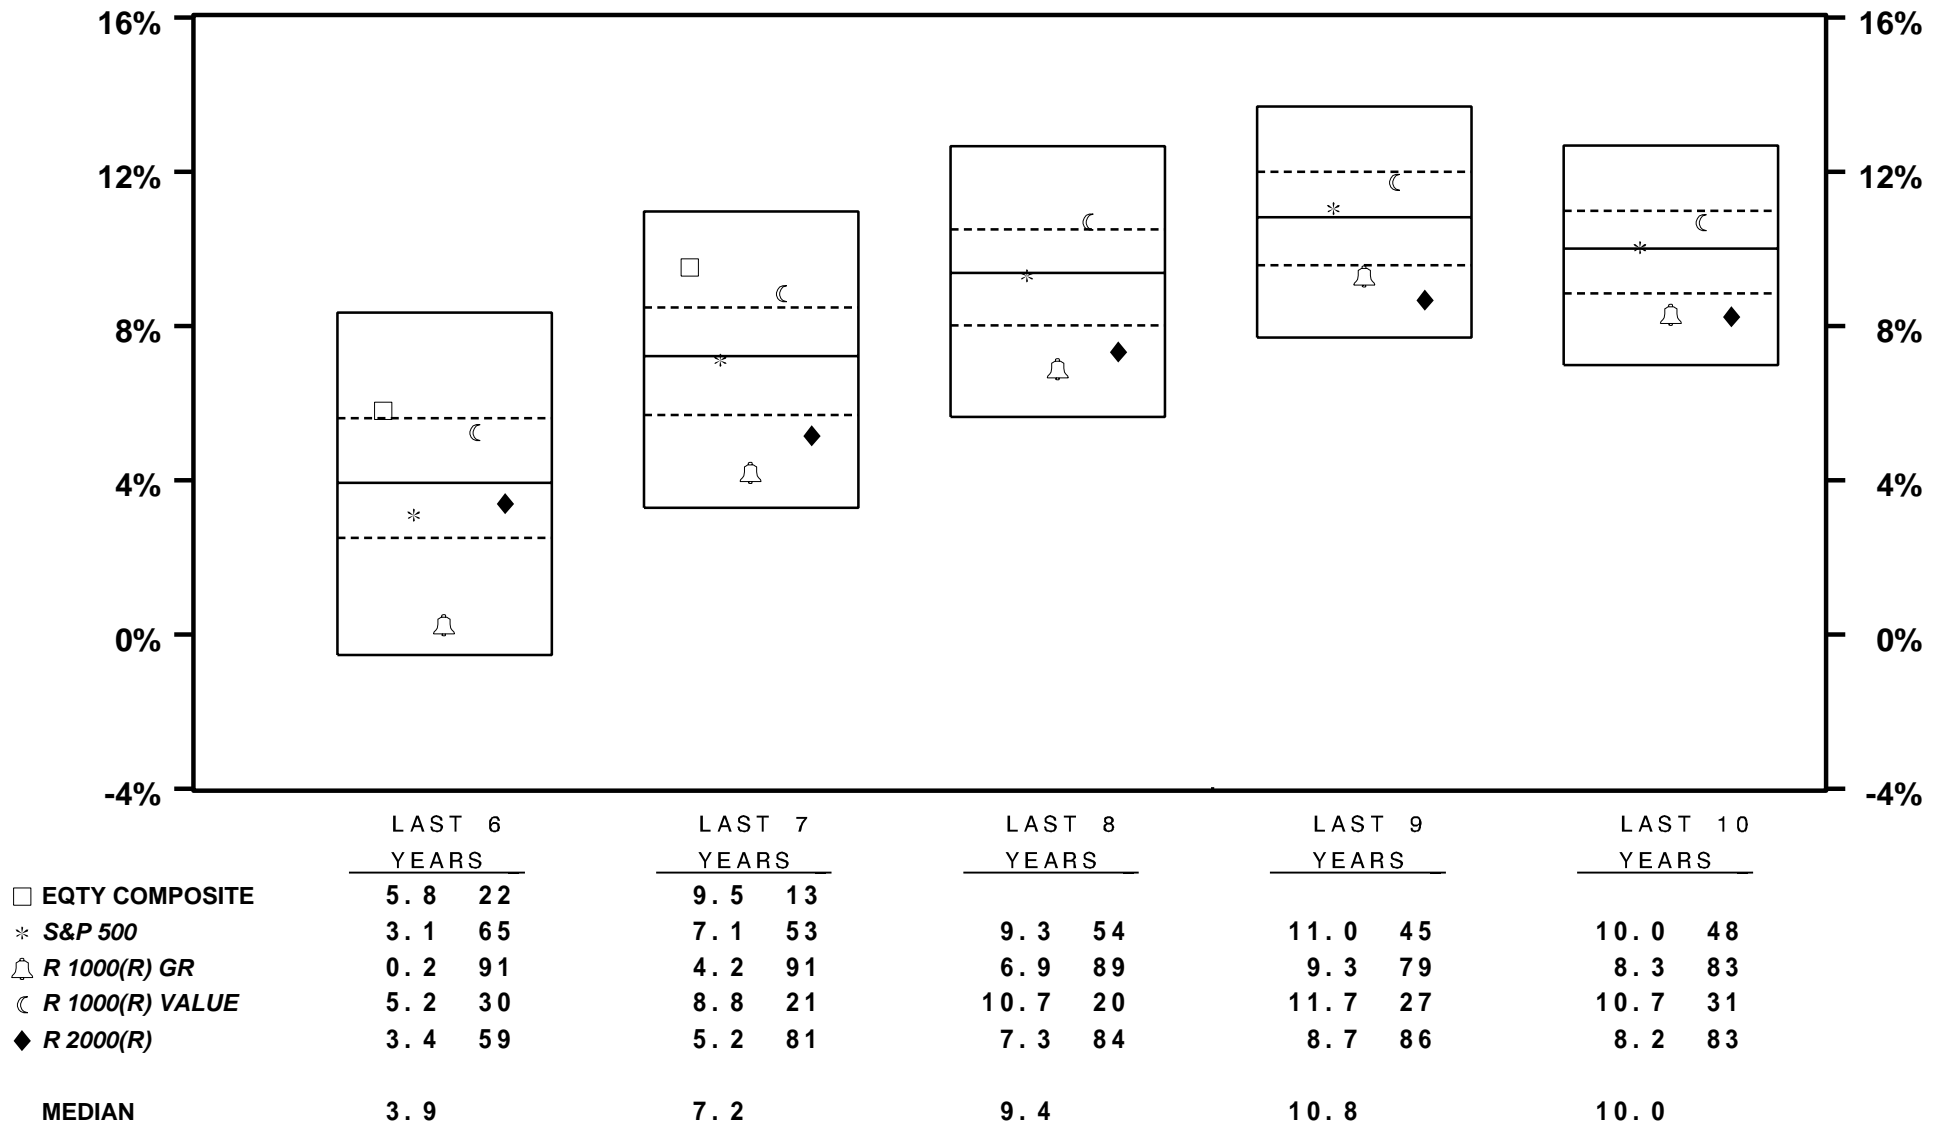 16% 16%
12% 12%
8% 8%
4% 4%
0% 0%
-4% -4%
LAST 6 LAST 7 LAST 8 LAST 9 LAST 10
YEARS YEARS YEARS YEARS YEARS
EQTY COMPOSITE 5.8 22 9.5 13
S&P 500 3.1 65 7.1 53 9.3 54 11.0 45 10.0 48
R 1000(R) GR 0.2 91 4.2 91 6.9 89 9.3 79 8.3 83
R 1000(R) VALUE 5.2 30 8.8 21 10.7 20 11.7 27 10.7 31
R 2000(R) 3.4 59 5.2 81 7.3 84 8.7 86 8.2 83
MEDIAN 3.9 7.2 9.4 10.8 10.0